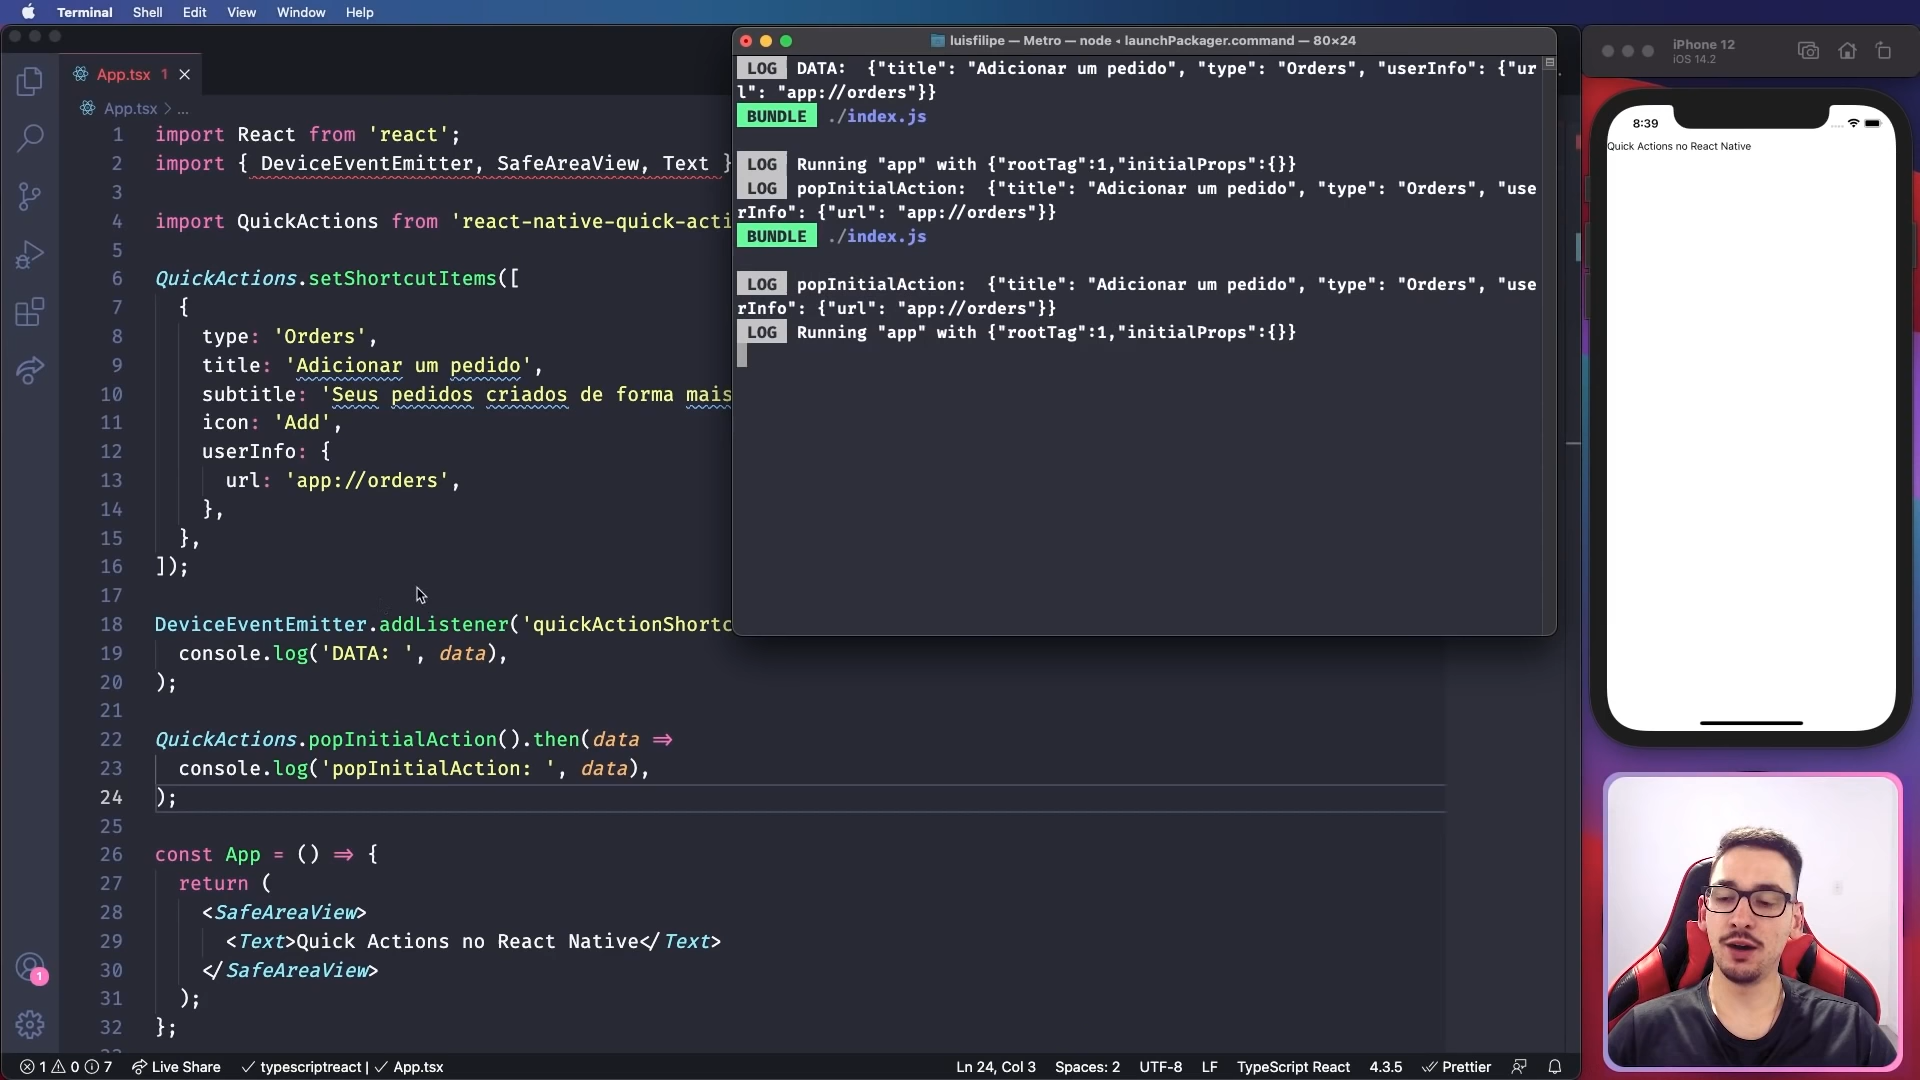 Terminal Shell Edit View Window Help
App.tsx 1
App.tsx > ...
1 import React from 'react';
2 import { DeviceEventEmitter, SafeAreaView, Text }
3
4 import QuickActions from 'react-native-quick-acti
5
6 QuickActions.setShortcutItems([
7 {
8 type: 'Orders',
9 title: 'Adicionar um pedido',
10 subtitle: 'Seus pedidos criados de forma mais
11 icon: 'Add',
12 userInfo: {
13 url: 'app://orders',
14 },
15 },
16 ]);
17
18 DeviceEventEmitter.addListener('quickActionShortc
19 console.log('DATA: ', data),
20 );
21
22 QuickActions.popInitialAction().then(data =>
23 console.log('popInitialAction: ', data),
24 );
25
26 const App = () => {
27 return (
28 <SafeAreaView>
29 <Text>Quick Actions no React Native</Text>
30 </SafeAreaView>
31 );
32 };
luisfilipe — Metro — node ◂ launchPackager.command — 80×24
LOG DATA: {"title": "Adicionar um pedido", "type": "Orders", "userInfo": {"ur
l": "app://orders"}}
BUNDLE ./index.js
LOG Running "app" with {"rootTag":1,"initialProps":{}}
LOG popInitialAction: {"title": "Adicionar um pedido", "type": "Orders", "use
rInfo": {"url": "app://orders"}}
BUNDLE ./index.js
LOG popInitialAction: {"title": "Adicionar um pedido", "type": "Orders", "use
rInfo": {"url": "app://orders"}}
LOG Running "app" with {"rootTag":1,"initialProps":{}}
iPhone 12
iOS 14.2
8:39
Quick Actions no React Native
1
1 0 7 Live Share typescriptreact | App.tsx Ln 24, Col 3 Spaces: 2 UTF-8 LF TypeScript React 4.3.5 Prettier